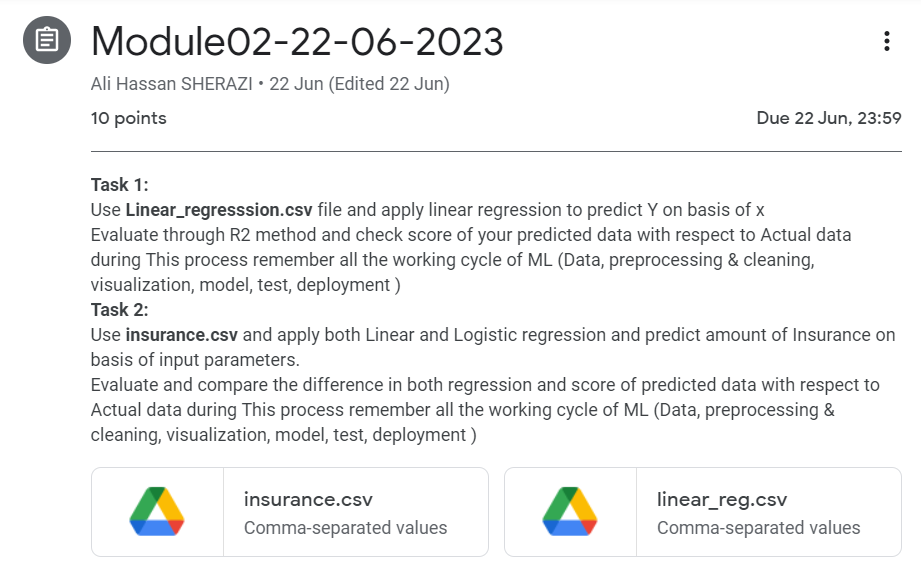 Module02-22-06-2023
Ali Hassan SHERAZI • 22 Jun (Edited 22 Jun)
10 points
Due 22 Jun, 23:59
Task 1:
Use Linear_regresssion.csv file and apply linear regression to predict Y on basis of x
Evaluate through R2 method and check score of your predicted data with respect to Actual data
during This process remember all the working cycle of ML (Data, preprocessing & cleaning,
visualization, model, test, deployment )
Task 2:
Use insurance.csv and apply both Linear and Logistic regression and predict amount of Insurance on
basis of input parameters.
Evaluate and compare the difference in both regression and score of predicted data with respect to
Actual data during This process remember all the working cycle of ML (Data, preprocessing &
cleaning, visualization, model, test, deployment )
insurance.csv
Comma-separated values
linear_reg.csv
Comma-separated values